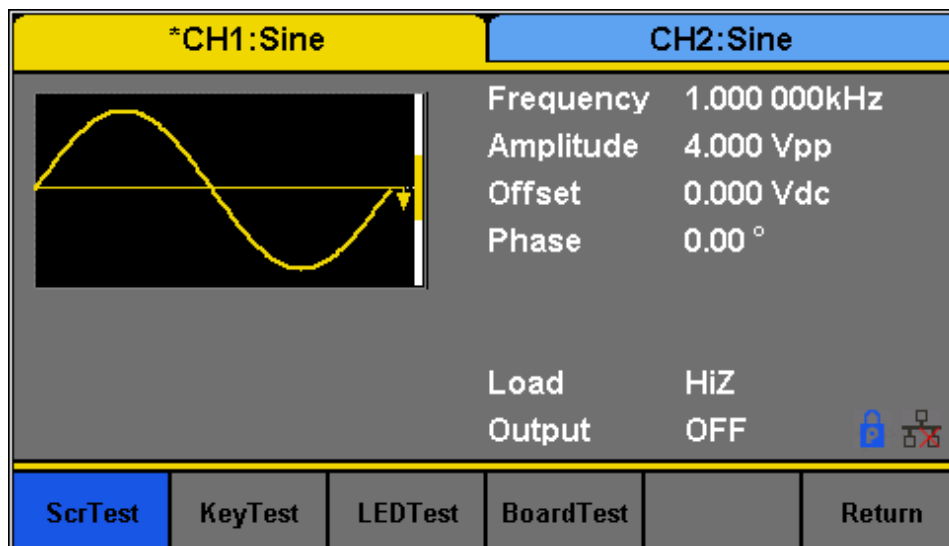 *CH1:Sine CH2:Sine
Frequency 1.000 000kHz
Amplitude 4.000 Vpp
Offset 0.000 Vdc
Phase 0.00 °
Load HiZ
Output OFF
P
ScrTest KeyTest LEDTest BoardTest Return